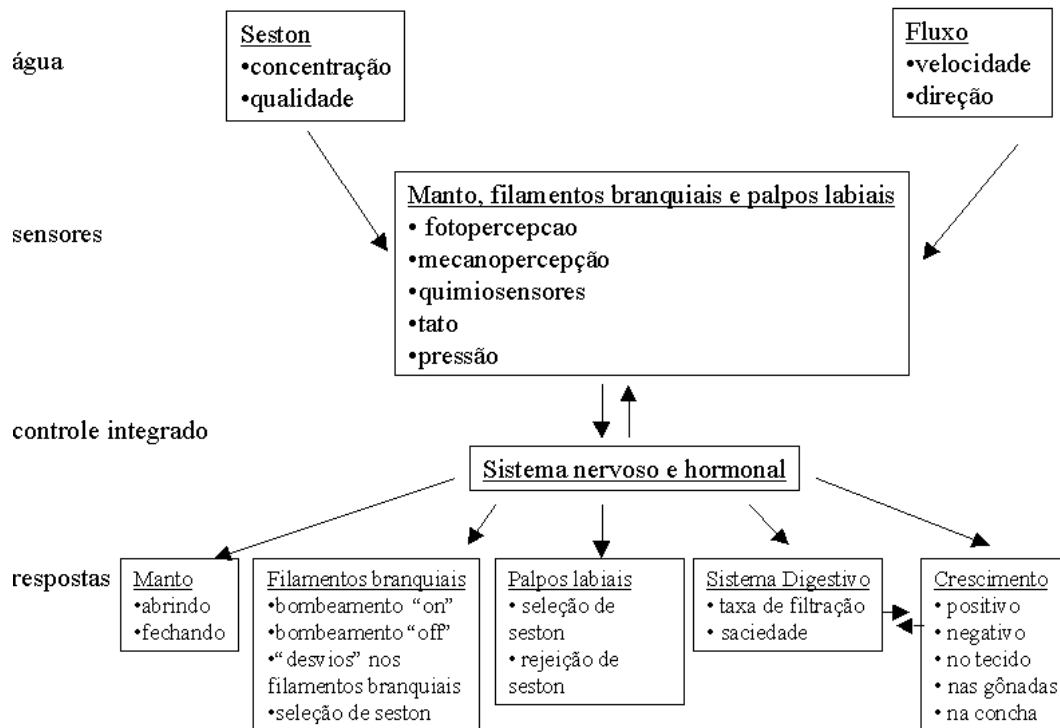 água
Seston
•concentração
•qualidade
Fluxo
•velocidade
•direção
sensores
Manto, filamentos branquiais e palpos labiais
• fotopercepcao
•mecanopercepção
•quimiosensores
•tato
•pressão
controle integrado
Sistema nervoso e hormonal
respostas
Manto
•abrindo
•fechando
Filamentos branquiais
•bombeamento “on”
•bombeamento “off’
•“desvios” nos
filamentos branquiais
•seleção de seston
Palpos labiais
• seleção de
seston
• rejeição de
seston
Sistema Digestivo
• taxa de filtração
• saciedade
Crescimento
• positivo
• negativo
• no tecido
• nas gônadas
• na concha